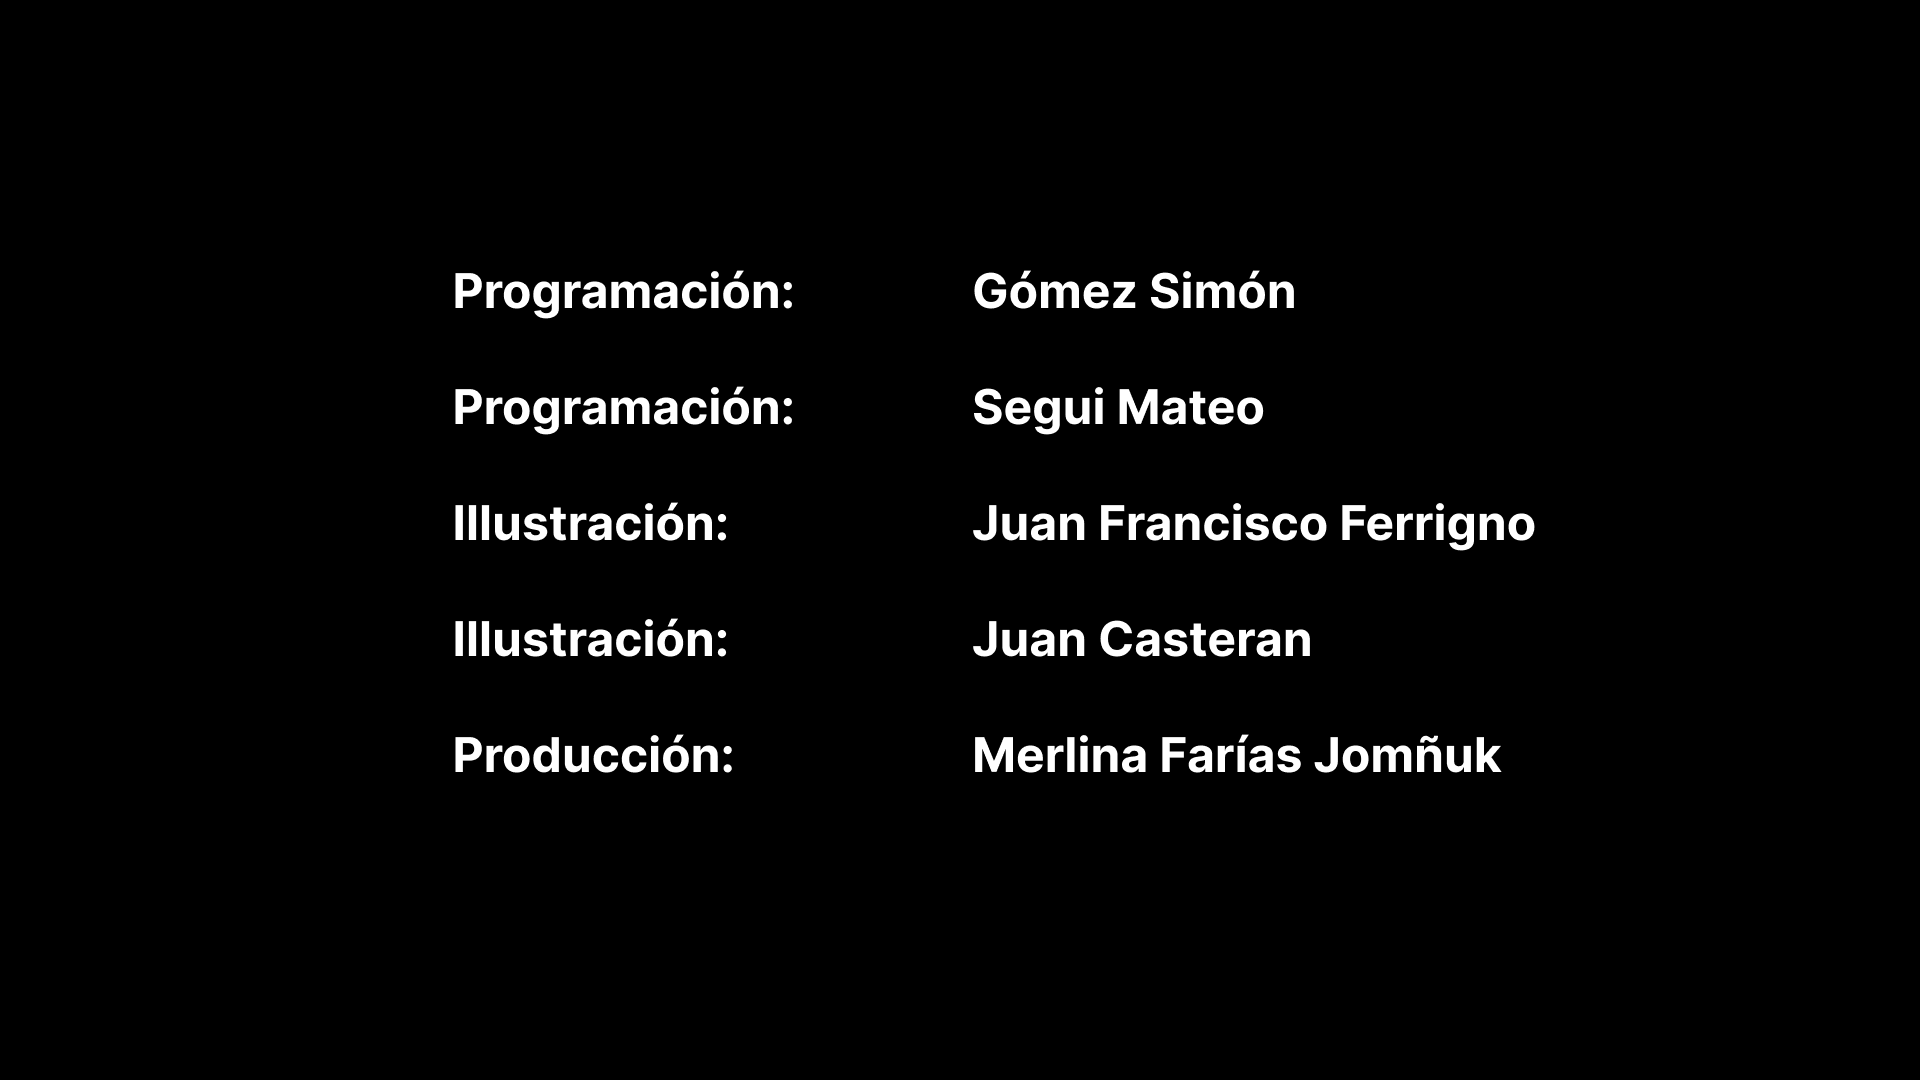 Programación: Gómez Simón
Programación: Segui Mateo
Illustración: Juan Francisco Ferrigno
Illustración: Juan Casteran
Producción: Merlina Farías Jomñuk